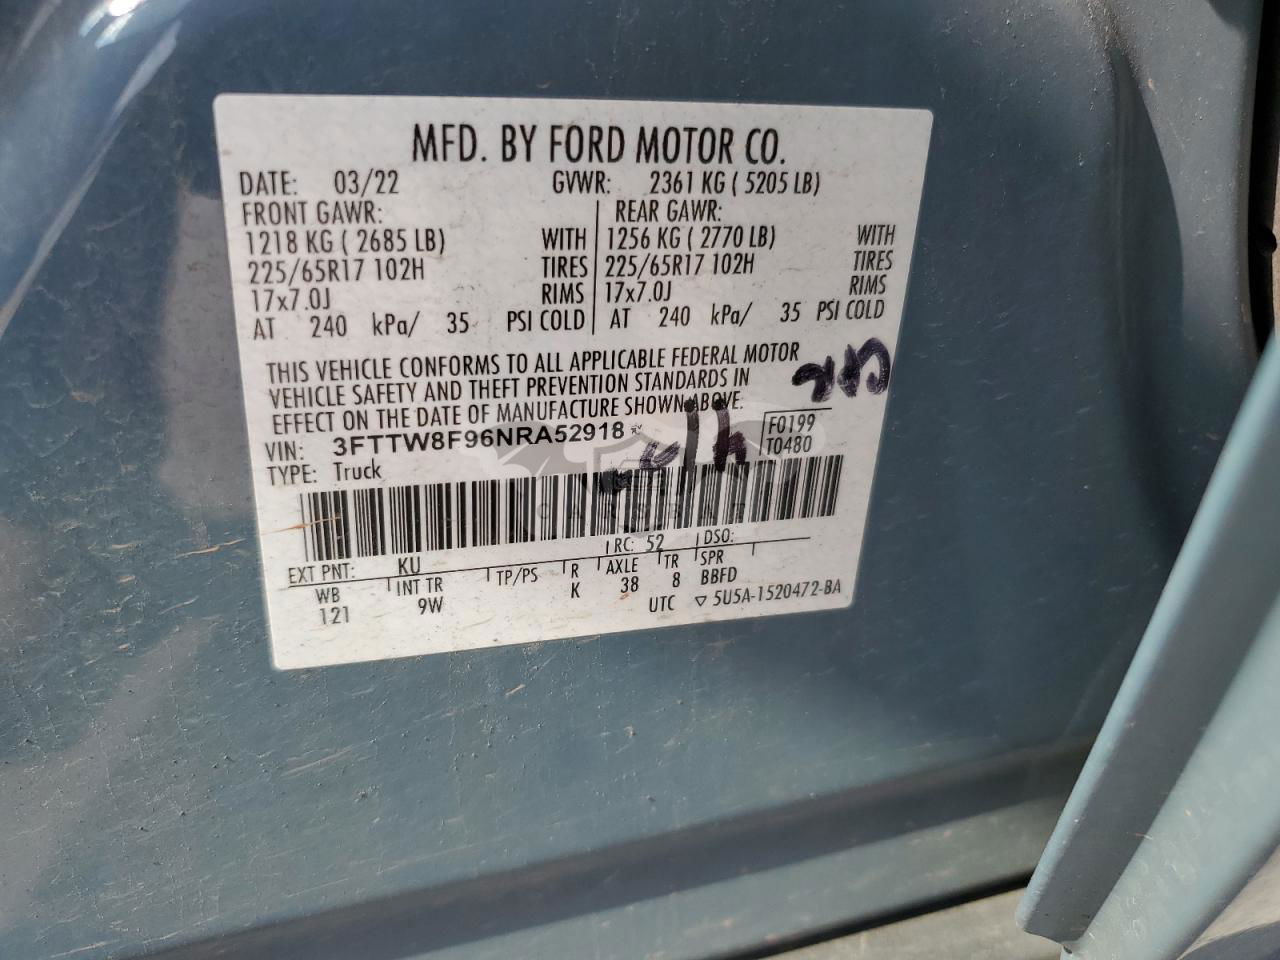 MFD. BY FORD MOTOR CO.
DATE: 03/22 GVWR: 2361 KG ( 5205 LB)
FRONT GAWR: REAR GAWR:
1218 KG ( 2685 LB) WITH 1256 KG ( 2770 LB) WITH
225/65R17 102H TIRES 225/65R17 102H TIRES
17x7.0J RIMS 17x7.0J RIMS
AT 240 kPa/ 35 PSI COLD AT 240 kPa/ 35 PSI COLD
THIS VEHICLE CONFORMS TO ALL APPLICABLE FEDERAL MOTOR
VEHICLE SAFETY AND THEFT PREVENTION STANDARDS IN
EFFECT ON THE DATE OF MANUFACTURE SHOWN ABOVE.
VIN: 3FTTW8F96NRA52918
F0199
T0480
TYPE: Truck
CARSBAR
EXT PNT: KU RC: 52 DSO:
WB INT TR TP/PS R AXLE TR SPR
121 9W K 38 8 BBFD
UTC ▽ 5U5A-1520472-BA